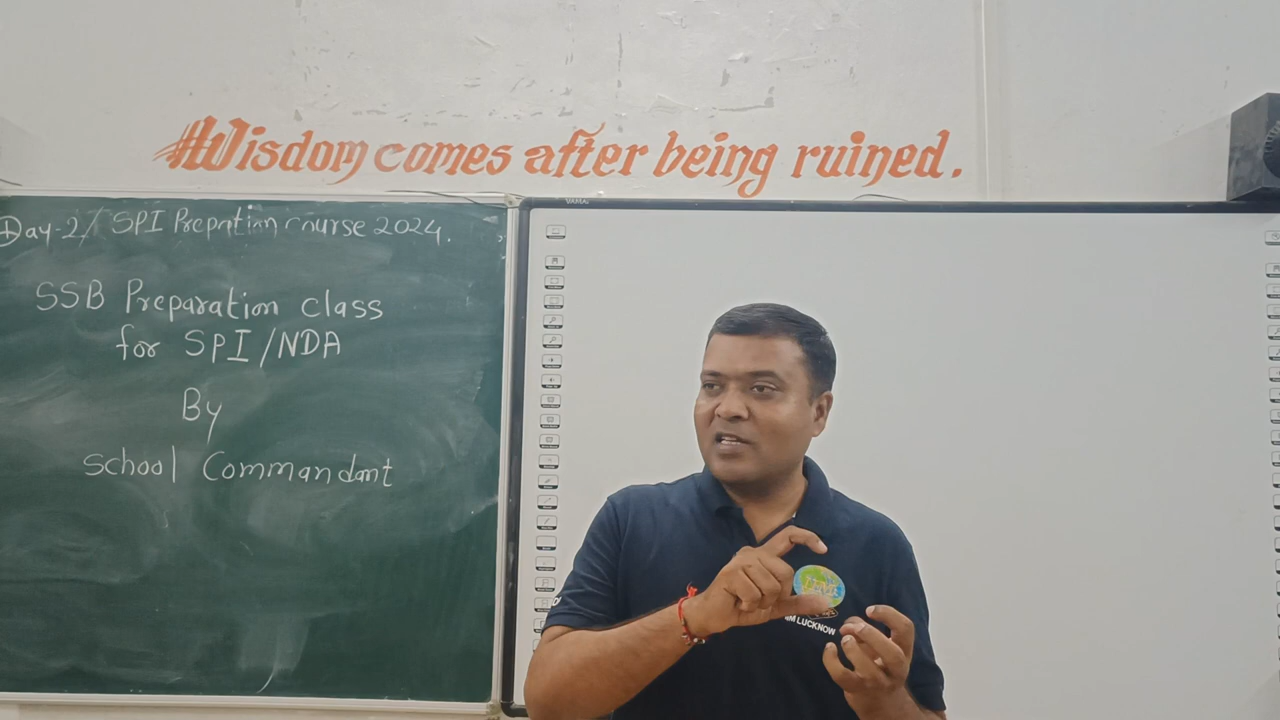 #Wisdom comes after being ruined.
Day-2/ SPI Prepration course 2024.
SSB Preparation class
for SPI/NDA
By
School Commandant
IIM LUCKNOW